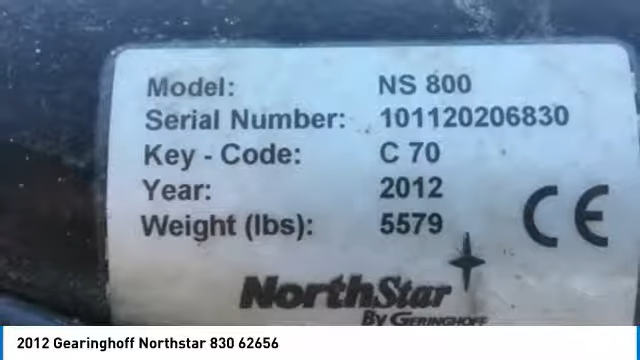 Model: NS 800
Serial Number: 101120206830
Key - Code: C 70
Year: 2012
Weight (lbs): 5579
CE
NorthStar
By GERINGHOFF
2012 Gearinghoff Northstar 830 62656